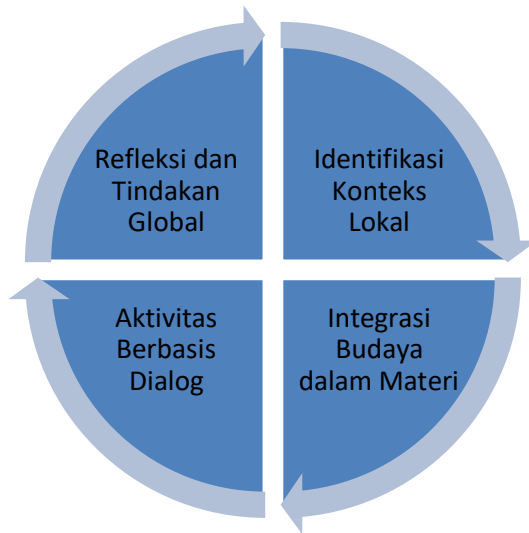 Refleksi dan
Tindakan
Global
Identifikasi
Konteks
Lokal
Aktivitas
Berbasis
Dialog
Integrasi
Budaya
dalam Materi